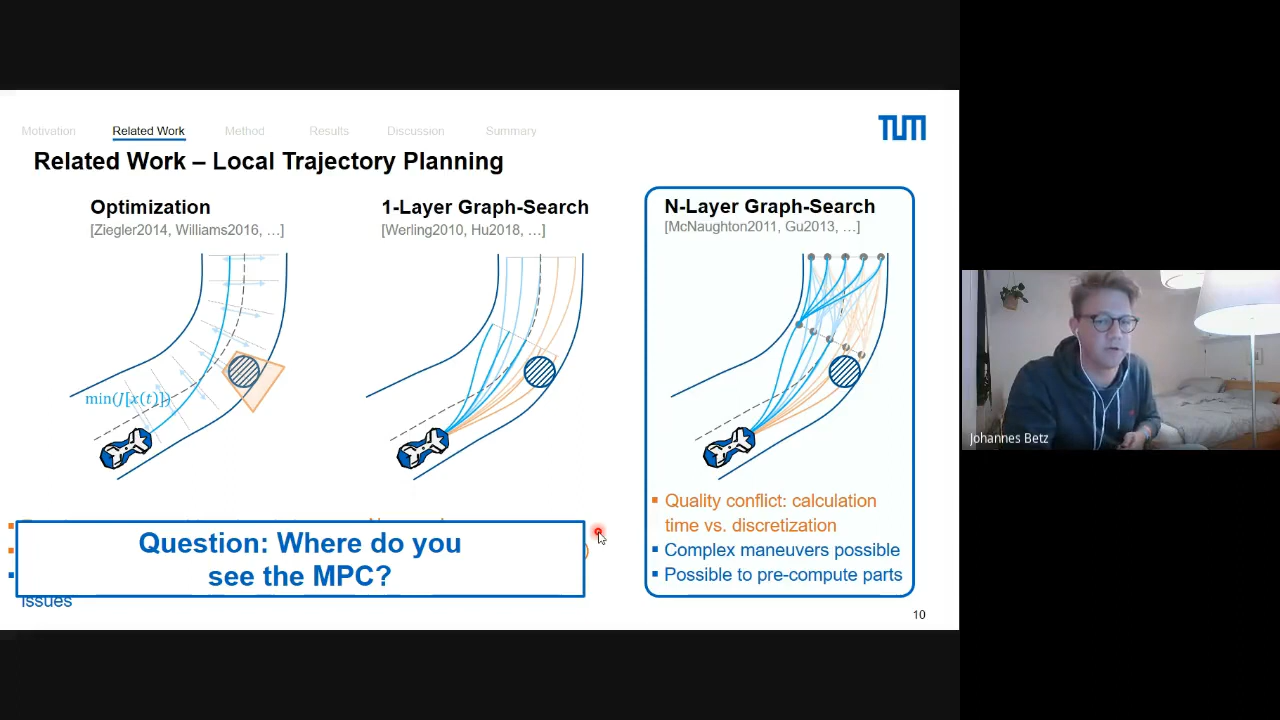 Motivation Related Work Method Results Discussion Summary
TUM
Related Work – Local Trajectory Planning
Optimization
[Ziegler2014, Williams2016, …]
min(J[x(t)])
1-Layer Graph-Search
[Werling2010, Hu2018, …]
N-Layer Graph-Search
[McNaughton2011, Gu2013, …]
Quality conflict: calculation
time vs. discretization
Complex maneuvers possible
Possible to pre-compute parts
Question: Where do you
see the MPC?
issues
10
Johannes Betz